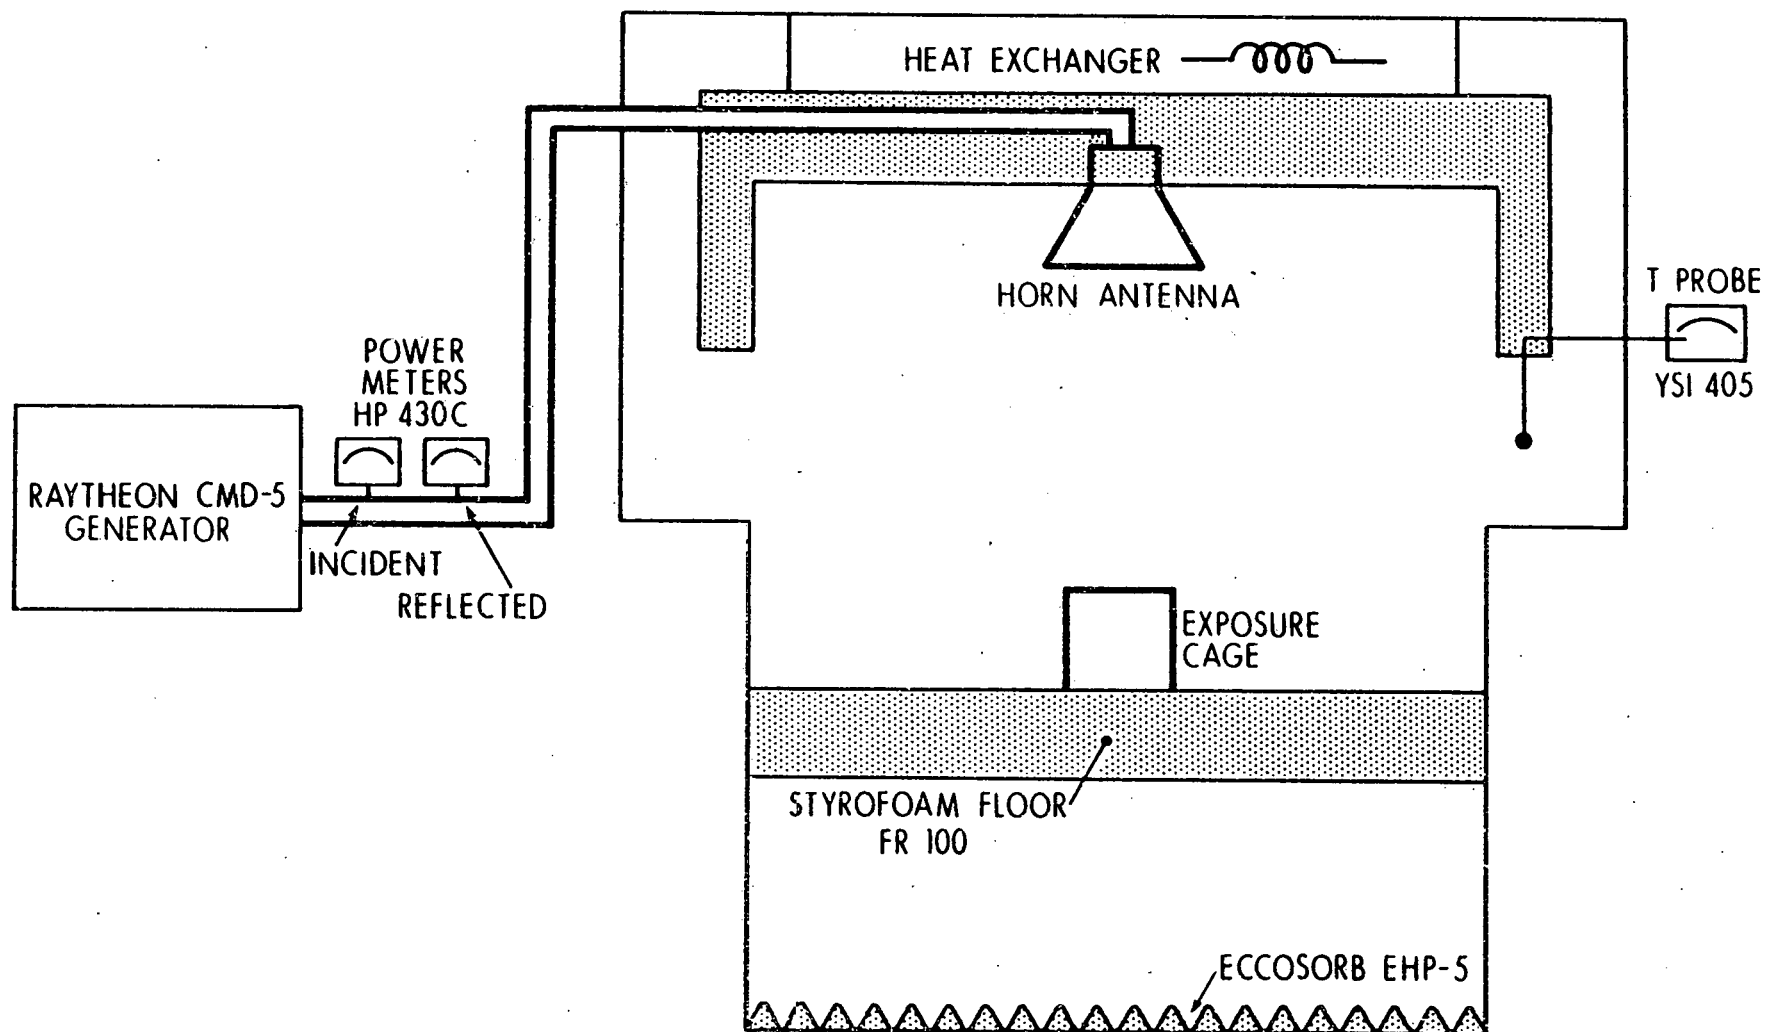 HEAT EXCHANGER
HORN ANTENNA
T PROBE
YSI 405
POWER
METERS
HP 430C
RAYTHEON CMD-5
GENERATOR
INCIDENT
REFLECTED
EXPOSURE
CAGE
STYROFOAM FLOOR
FR 100
ECCOSORB EHP-5